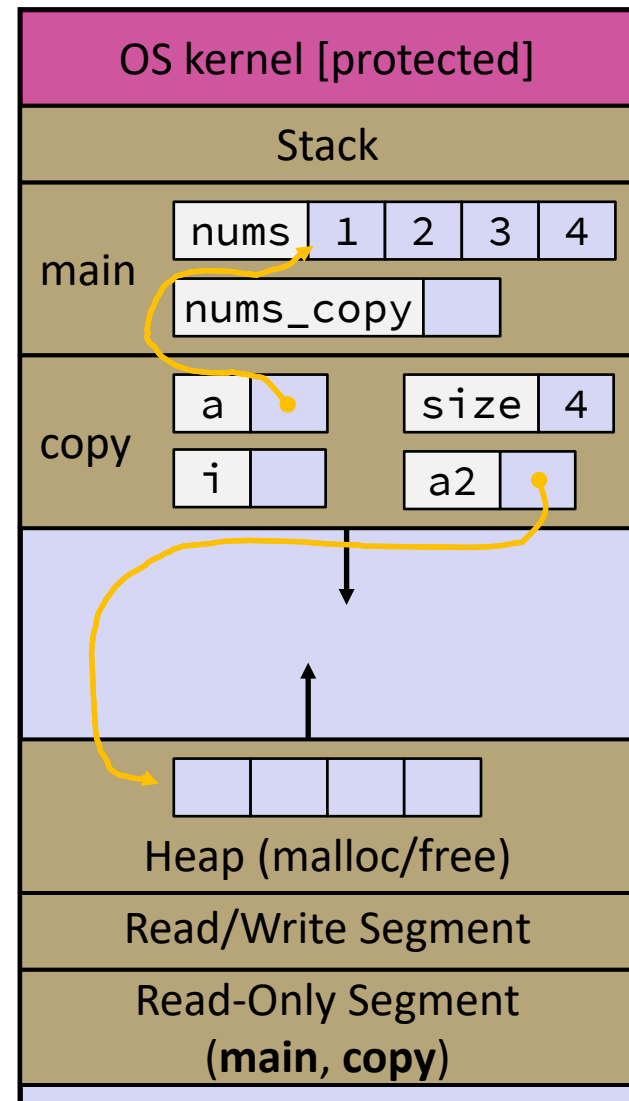 OS kernel [protected]
Stack
main
nums 1 2 3 4
nums_copy
copy
a
size 4
i
a2
Heap (malloc/free)
Read/Write Segment
Read-Only Segment
(main, copy)